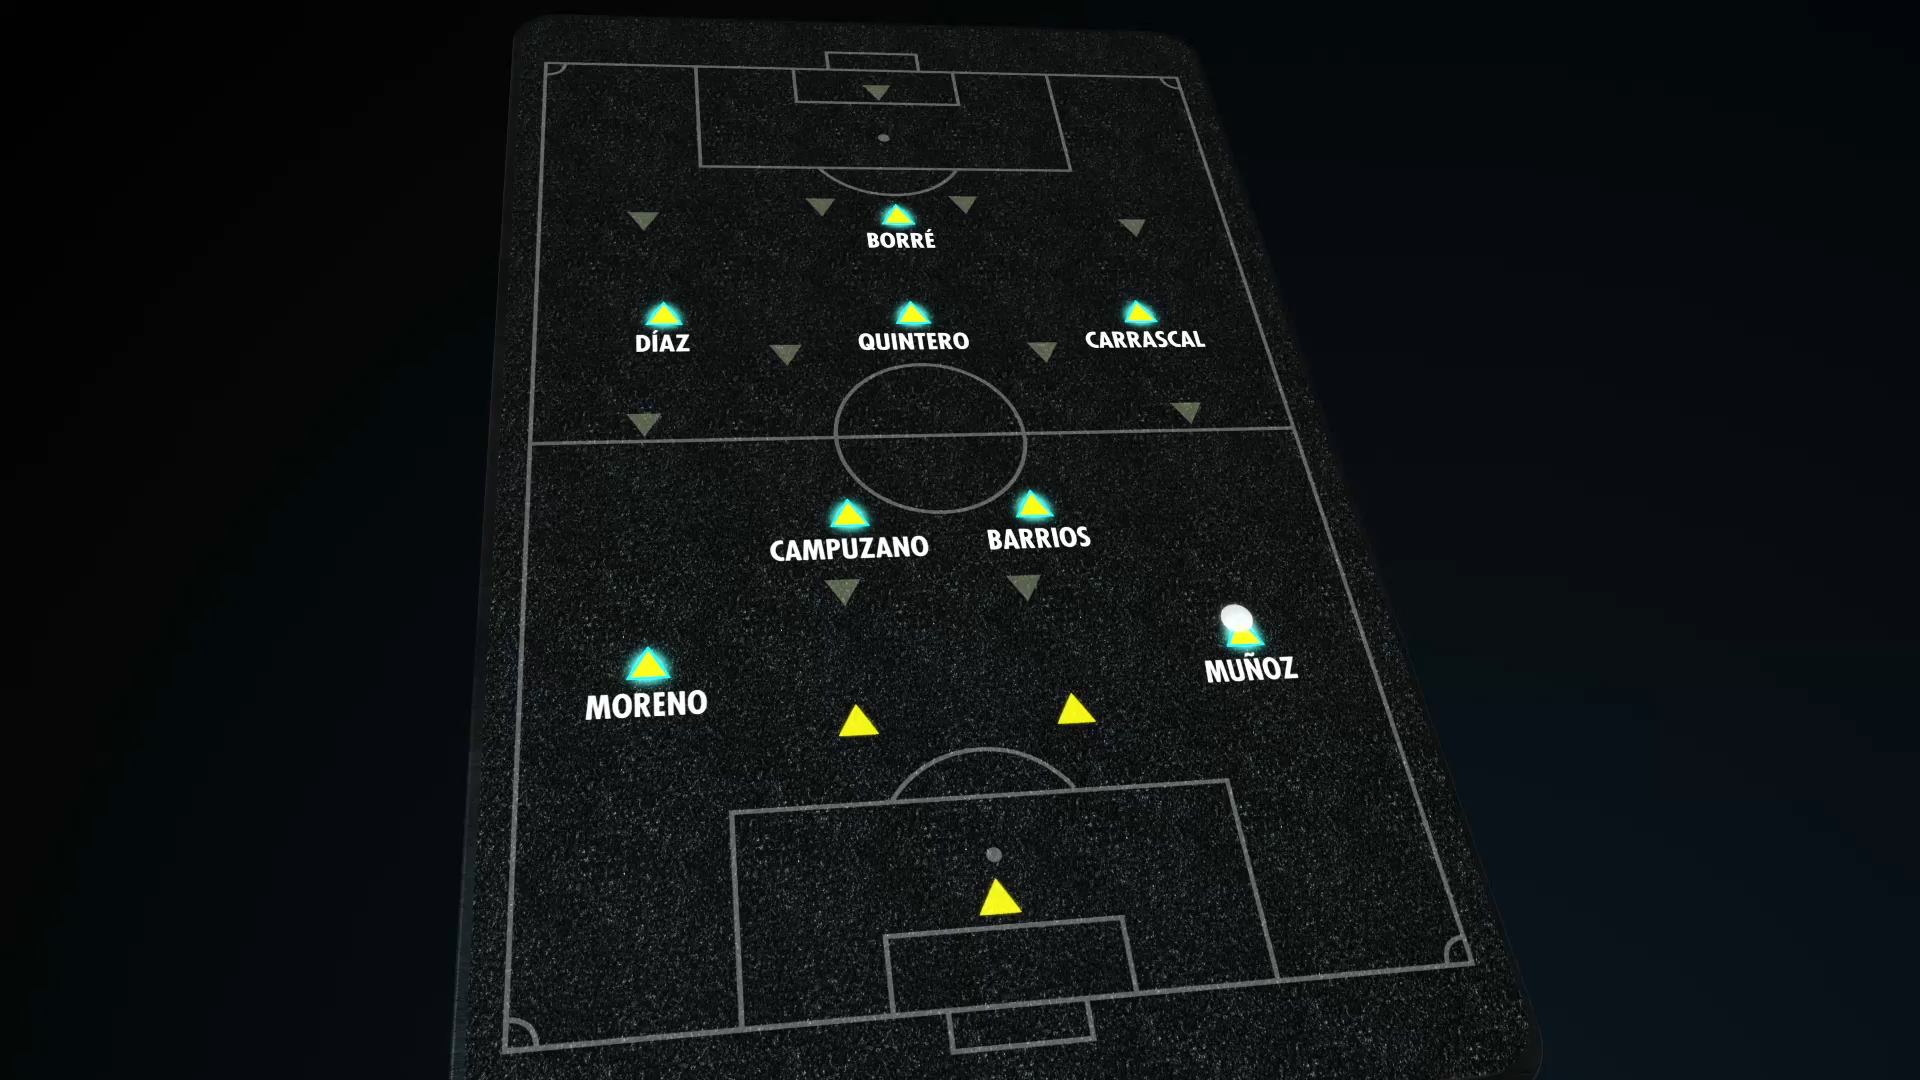 BORRÉ
DÍAZ
QUINTERO
CARRASCAL
CAMPUZANO
BARRIOS
MORENO
MUÑOZ